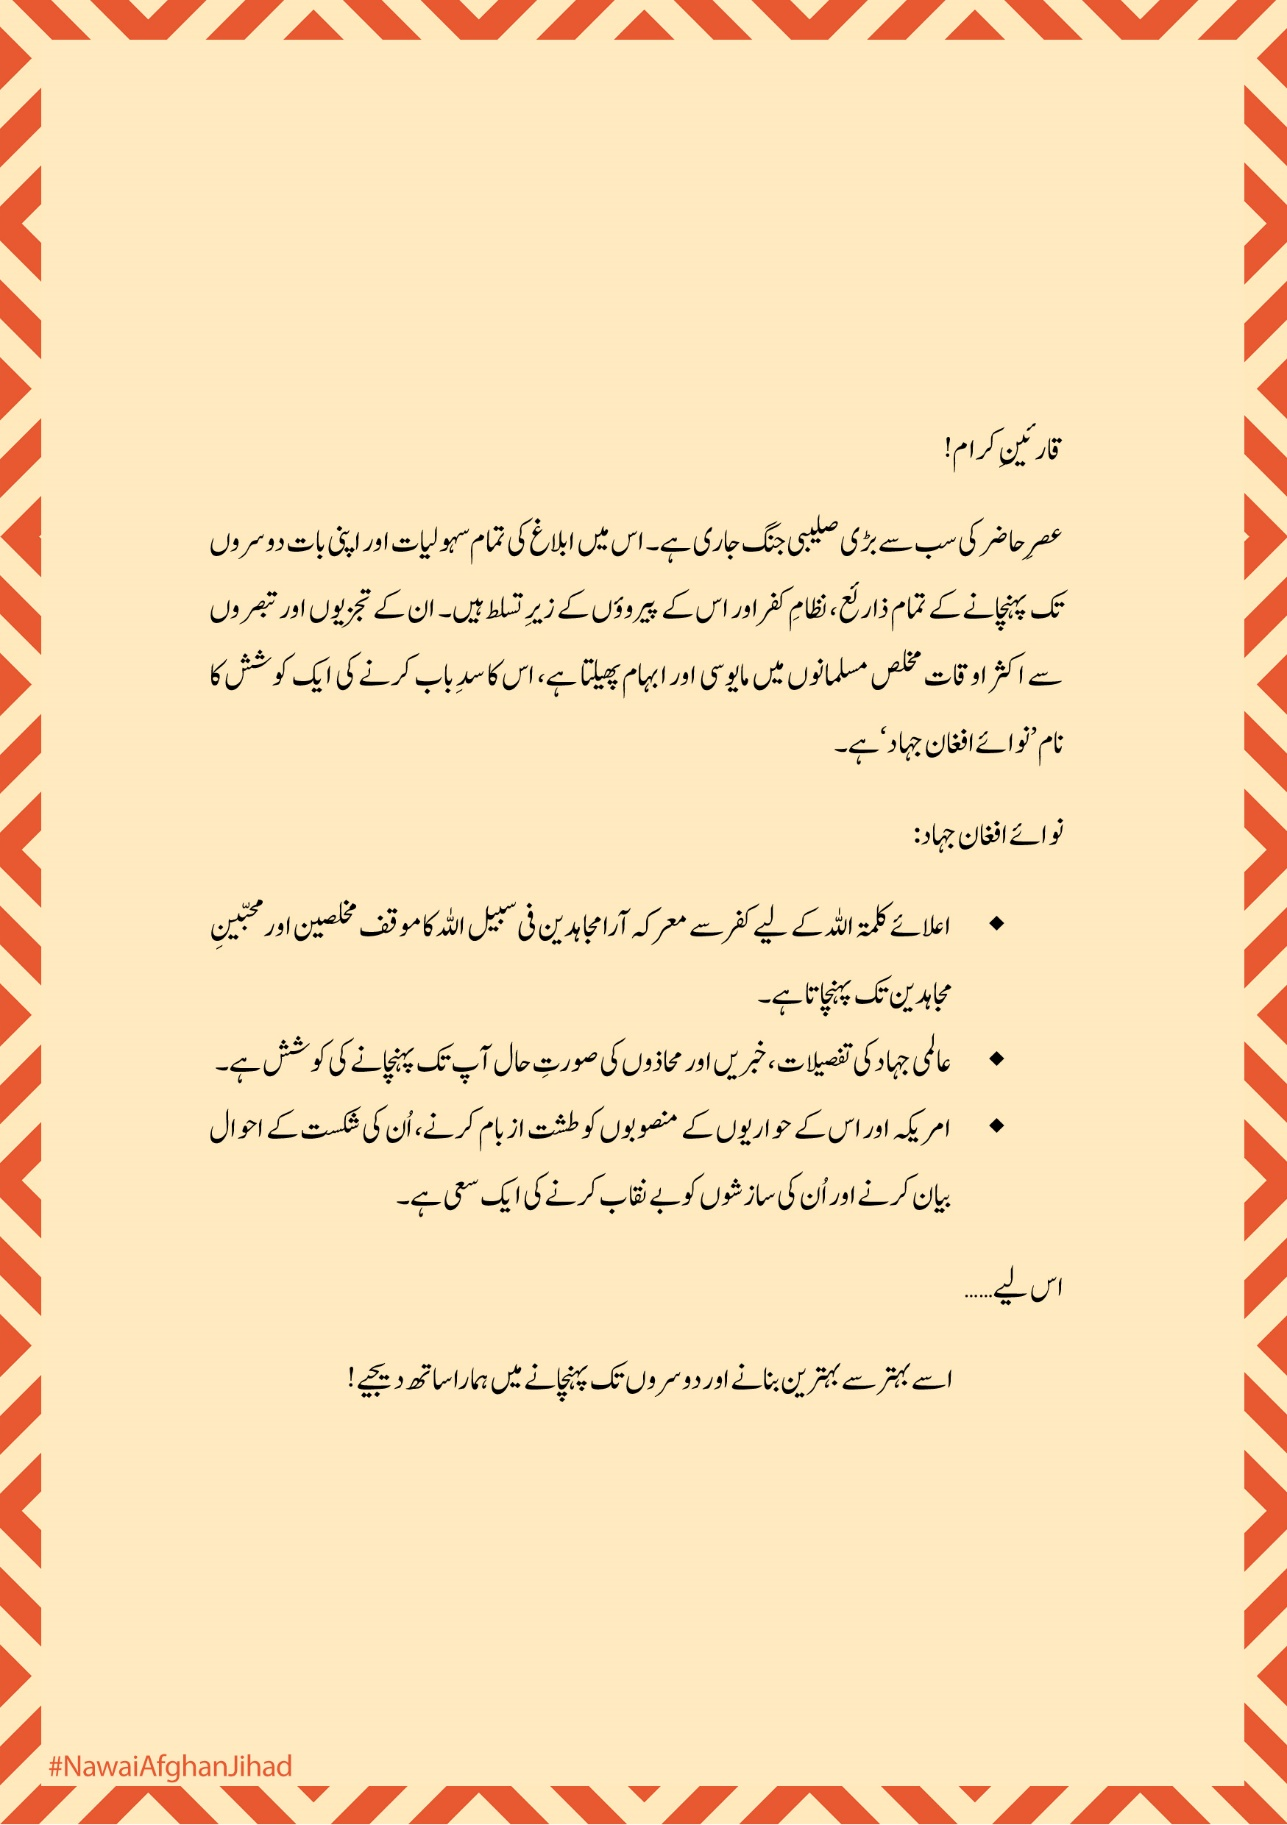 قارئینِ کرام!
عصرِ حاضر کی سب سے بڑی صلیبی جنگ جاری ہے۔ اس میں ابلاغ کی تمام سہولیات اور اپنی بات دوسروں
تک پہنچانے کے تمام ذارئع، نظامِ کفر اور اس کے پیروؤں کے زیرِ تسلط ہیں۔ ان کے تجزیوں اور تبصروں
سے اکثر اوقات مخلص مسلمانوں میں مایوسی اور ابہام پھیلتا ہے، اس کا سدِ باب کرنے کی ایک کوشش کا
نام ’نوائے افغان جہاد‘ ہے۔
نوائے افغان جہاد:
◆ اعلائے کلمۃ اللہ کے لیے کفر سے معرکہ آرا مجاہدین فی سبیل اللہ کا موقف مخلصین اور محبّینِ
مجاہدین تک پہنچاتا ہے۔
◆ عالمی جہاد کی تفصیلات، خبریں اور محاذوں کی صورتِ حال آپ تک پہنچانے کی کوشش ہے۔
◆ امریکہ اور اس کے حواریوں کے منصوبوں کو طشت از بام کرنے، اُن کی شکست کے احوال
بیان کرنے اور اُن کی سازشوں کو بے نقاب کرنے کی ایک سعی ہے۔
اس لیے......
اسے بہتر سے بہترین بنانے اور دوسروں تک پہنچانے میں ہمارا ساتھ دیجیے!
#NawaiAfghanJihad